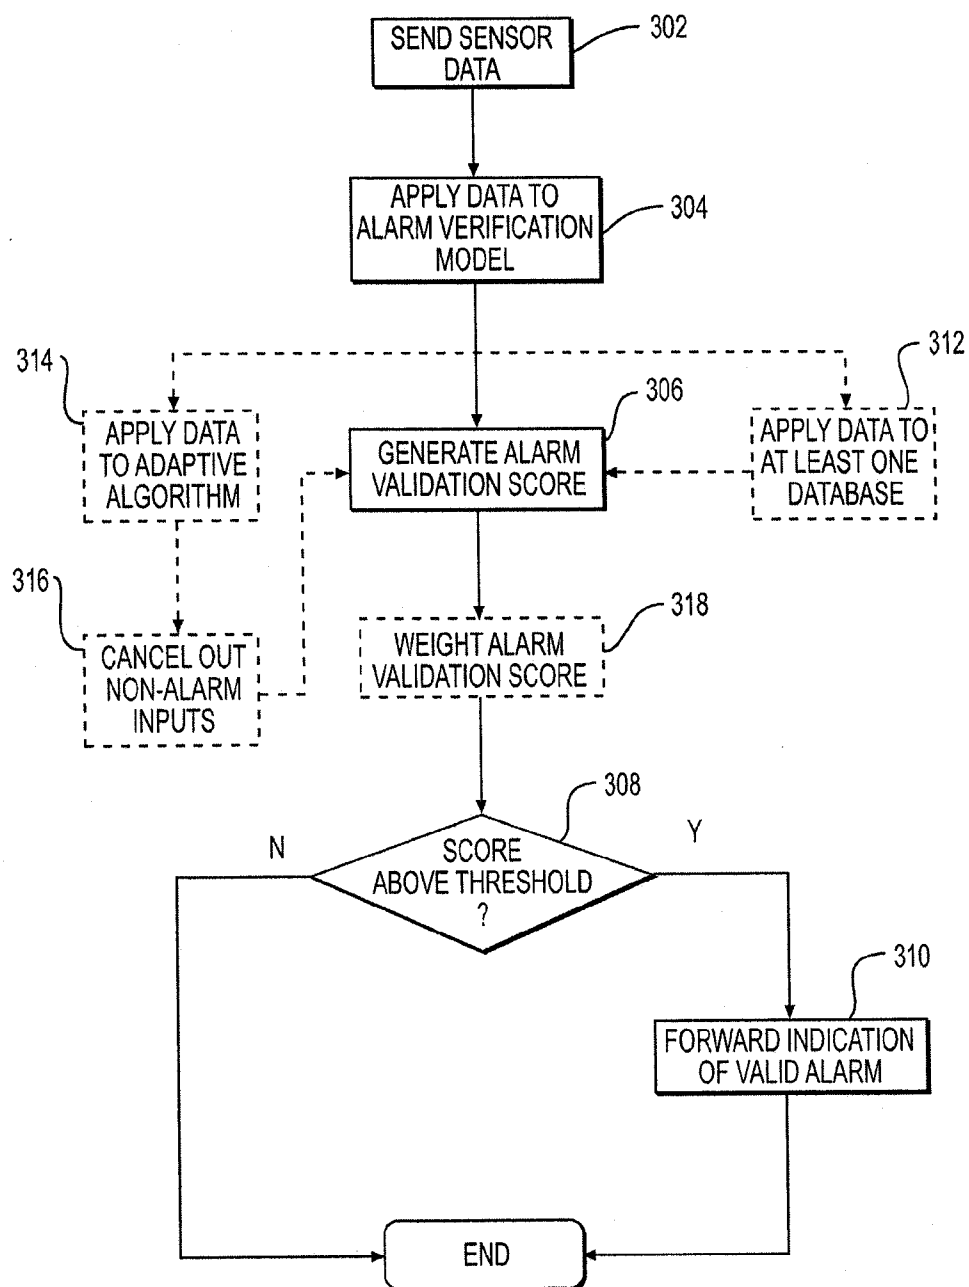 SEND SENSOR
DATA
302
APPLY DATA TO
ALARM VERIFICATION
MODEL
304
314
312
APPLY DATA
TO ADAPTIVE
ALGORITHM
306
GENERATE ALARM
VALIDATION SCORE
APPLY DATA TO
AT LEAST ONE
DATABASE
316
CANCEL OUT
NON-ALARM
INPUTS
318
WEIGHT ALARM
VALIDATION SCORE
308
N
SCORE
ABOVE THRESHOLD
?
Y
310
FORWARD INDICATION
OF VALID ALARM
END